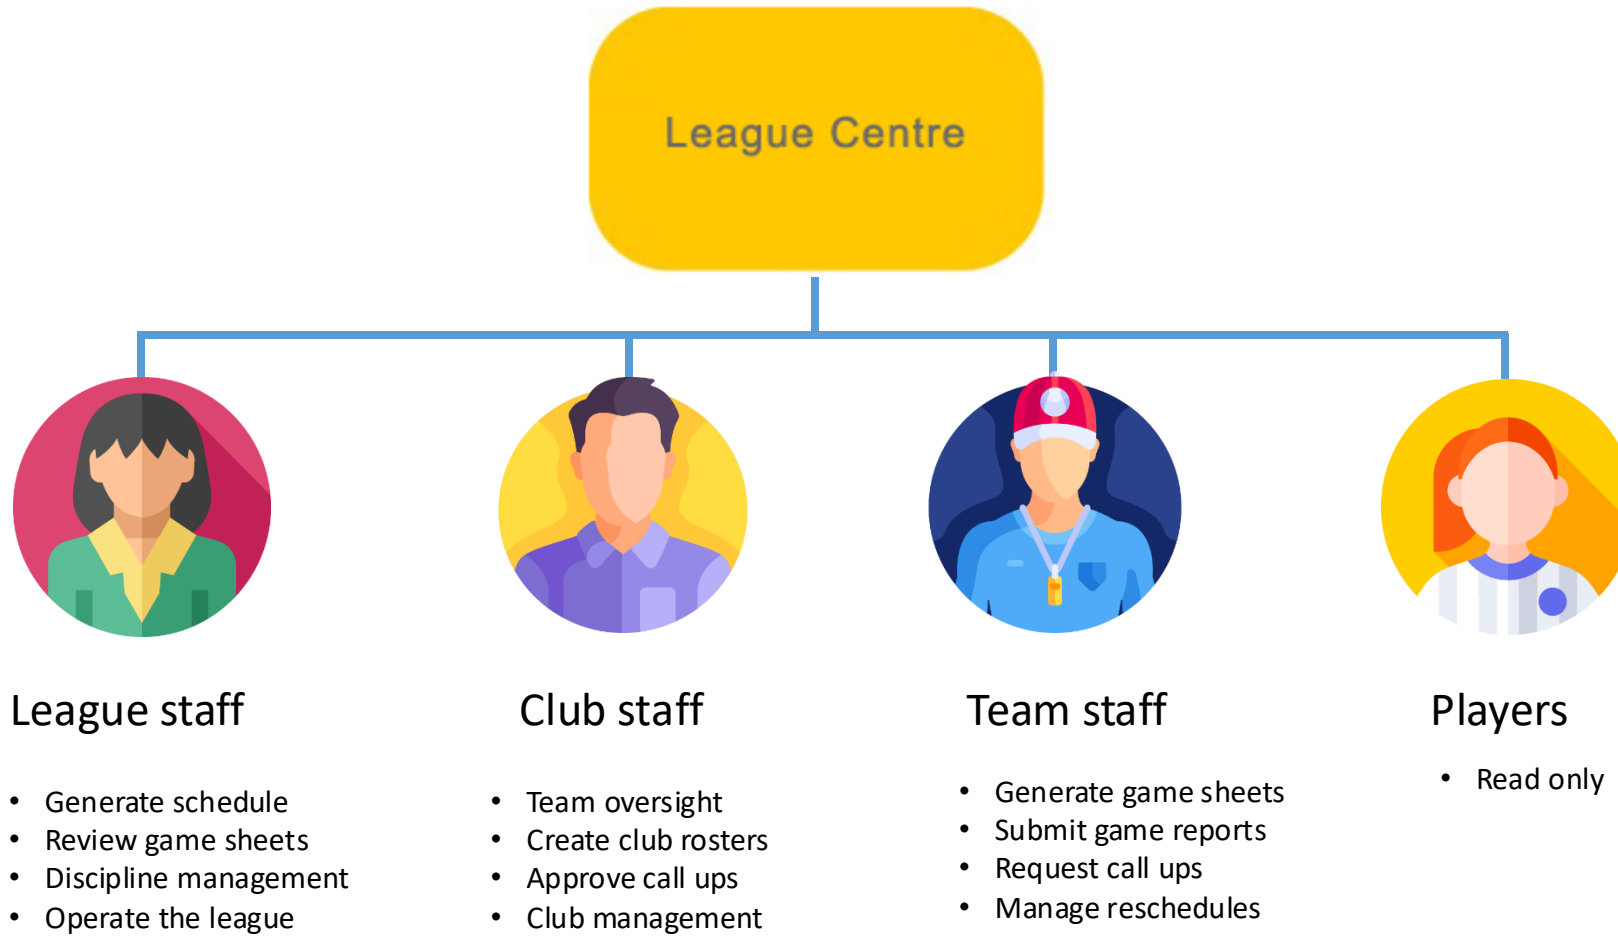 League Centre
League staff
• Generate schedule
• Review game sheets
• Discipline management
• Operate the league
Club staff
• Team oversight
• Create club rosters
• Approve call ups
• Club management
Team staff
• Generate game sheets
• Submit game reports
• Request call ups
• Manage reschedules
Players
• Read only